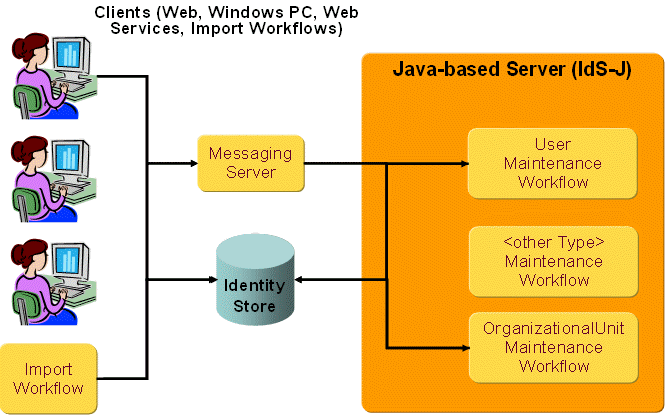 Clients (Web, Windows PC, Web
Services, Import Workflows)
Java-based Server (IdS-J)
Messaging
Server
User
Maintenance
Workflow
<other Type>
Maintenance
Workflow
Identity
Store
OrganizationalUnit
Maintenance
Workflow
Import
Workflow